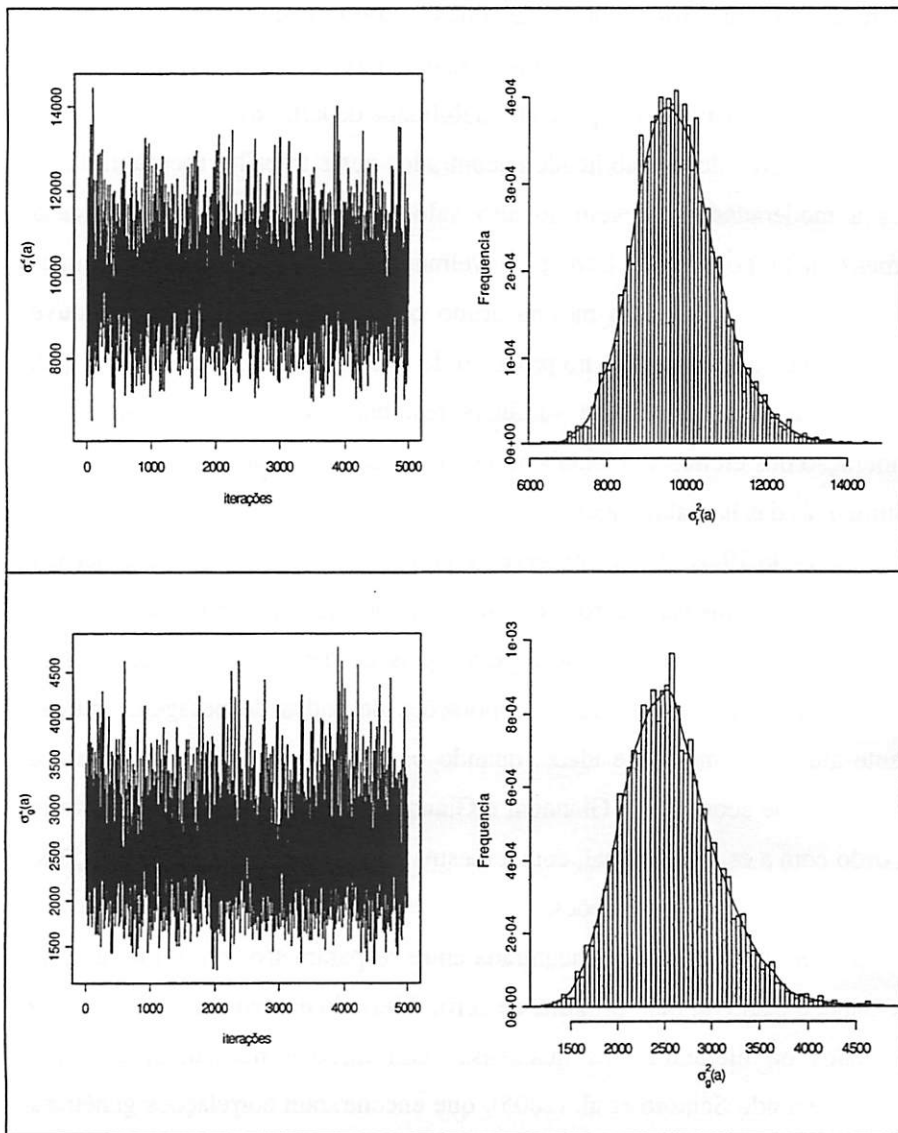 14000
12000
10000
8000
σ²r(a)
0 1000 2000 3000 4000 5000
iterações
4e-04
3e-04
2e-04
1e-04
0e+00
Frequencia
6000 8000 10000 12000 14000
σ²r(a)
4500
4000
3500
3000
2500
2000
1500
σ²g(a)
0 1000 2000 3000 4000 5000
iterações
1e-03
8e-04
6e-04
4e-04
2e-04
0e+00
Frequencia
1500 2000 2500 3000 3500 4000 4500
σ²g(a)